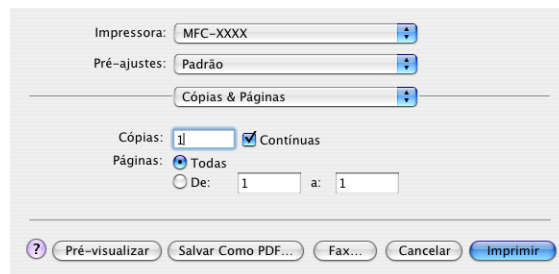 Impressora: MFC-XXXX
Pré-ajustes: Padrão
Cópias & Páginas
Cópias: 1 Contínuas
Páginas: Todas
De: 1 a: 1
? Pré-visualizar Salvar Como PDF... Fax... Cancelar Imprimir